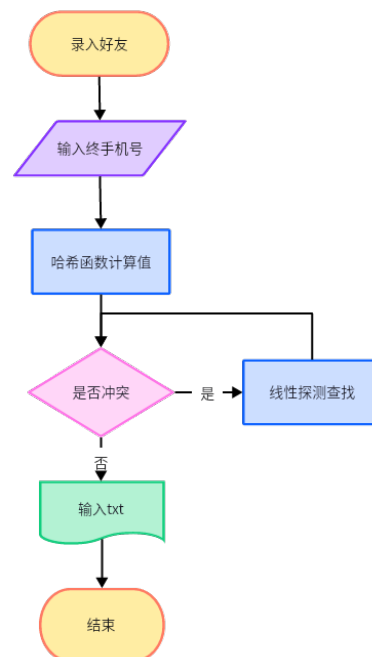 录入好友
输入终手机号
哈希函数计算值
是否冲突
是
线性探测查找
否
输入txt
结束